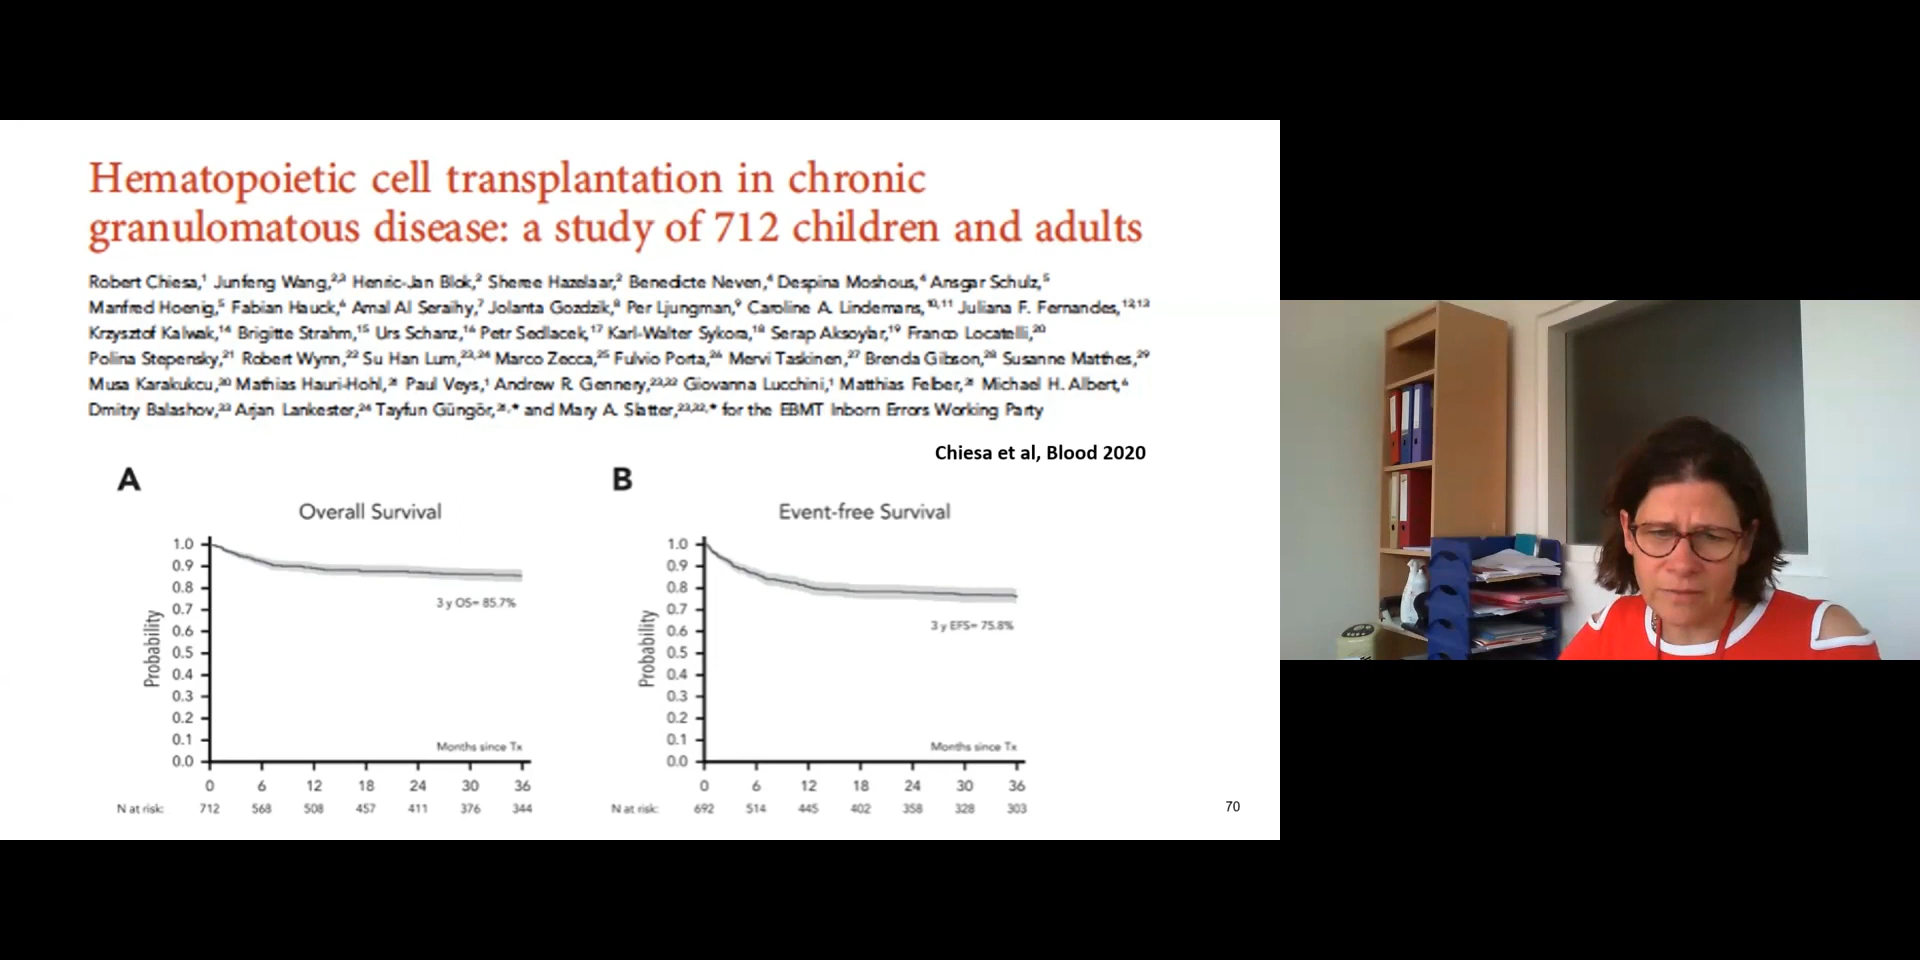 Hematopoietic cell transplantation in chronic
granulomatous disease: a study of 712 children and adults
Robert Chiesa,¹ Junfeng Wang,²,³ Henric-Jan Blok,² Sheree Hazelaar,² Benedicte Neven,⁴ Despina Moshous,⁴ Ansgar Schulz,⁵
Manfred Hoenig,⁵ Fabian Hauck,⁶ Amal Al Seraihy,⁷ Jolanta Gozdzik,⁸ Per Ljungman,⁹ Caroline A. Lindemans,¹⁰,¹¹ Juliana F. Fernandes,¹²,¹³
Krzysztof Kalwak,¹⁴ Brigitte Strahm,¹⁵ Urs Schanz,¹⁶ Petr Sedlacek,¹⁷ Karl-Walter Sykora,¹⁸ Serap Aksoylar,¹⁹ Franco Locatelli,²⁰
Polina Stepensky,²¹ Robert Wynn,²² Su Han Lum,²³,²⁴ Marco Zecca,²⁵ Fulvio Porta,²⁶ Mervi Taskinen,²⁷ Brenda Gibson,²⁸ Susanne Matthes,²⁹
Musa Karakukcu,³⁰ Mathias Hauri-Hohl,³¹ Paul Veys,¹ Andrew R. Gennery,²³,³² Giovanna Lucchini,¹ Matthias Felber,³¹ Michael H. Albert,⁶
Dmitry Balashov,³³ Arjan Lankester,³⁴ Tayfun Güngör,³¹,* and Mary A. Slatter,²³,³²,* for the EBMT Inborn Errors Working Party
Chiesa et al, Blood 2020
A
Overall Survival
Probability
1.0
0.9
0.8
0.7
0.6
0.5
0.4
0.3
0.2
0.1
0.0
3 y OS= 85.7%
Months since Tx
0 6 12 18 24 30 36
N at risk: 712 568 508 457 411 376 344
B
Event-free Survival
Probability
1.0
0.9
0.8
0.7
0.6
0.5
0.4
0.3
0.2
0.1
0.0
3 y EFS= 75.8%
Months since Tx
0 6 12 18 24 30 36
N at risk: 692 514 445 402 358 328 303
70